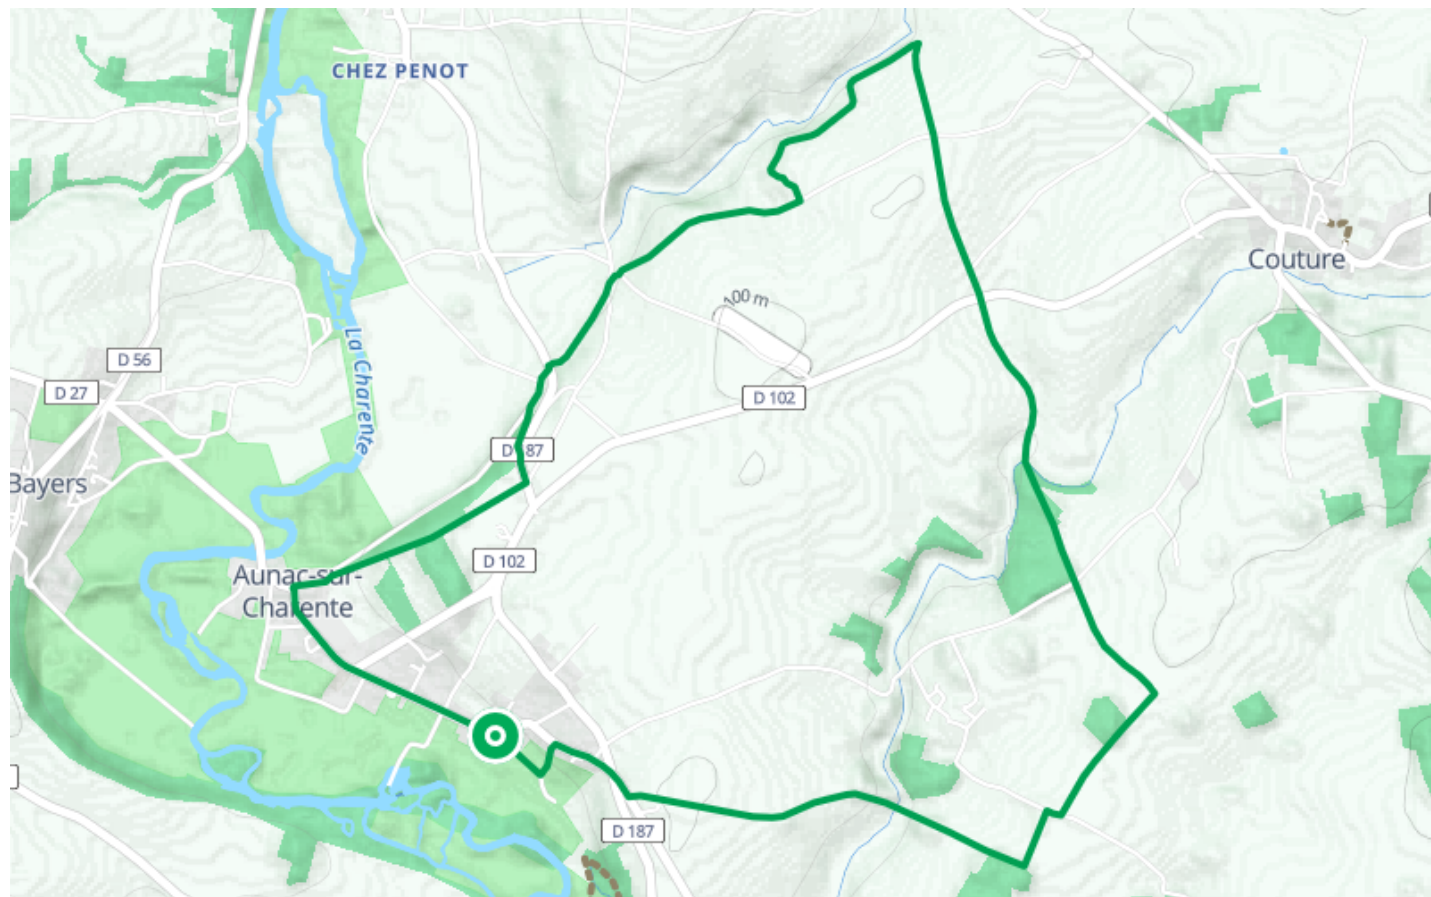 CHEZ PENOT
Couture
100 m
D 56
La Charente
D 27
D 102
D 187
Bayers
D 102
Aunac-sur-
Charente
D 187